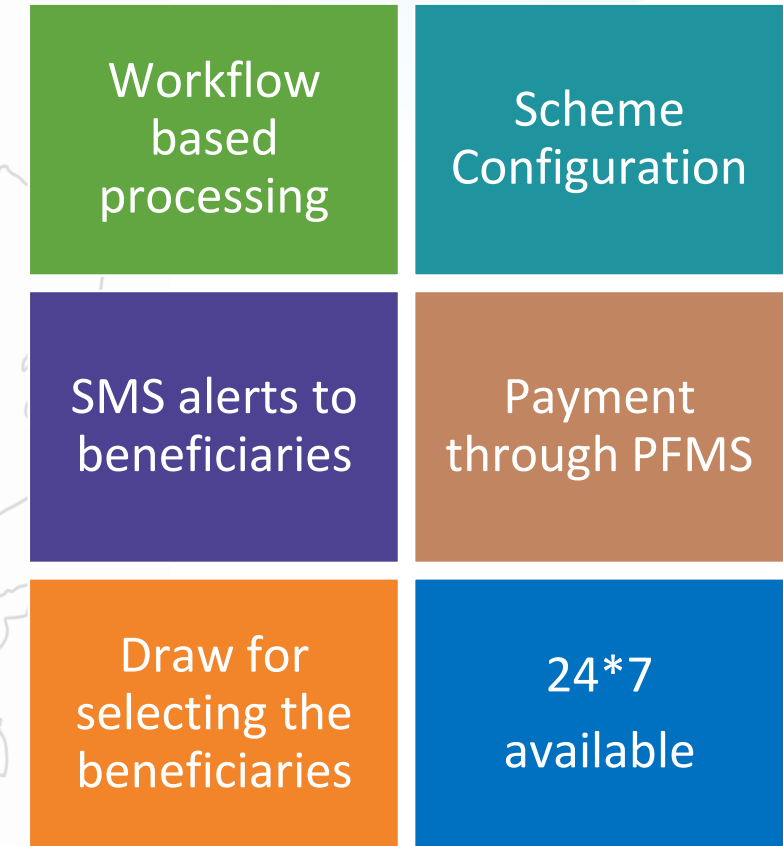 Workflow
based
processing
Scheme
Configuration
SMS alerts to
beneficiaries
Payment
through PFMS
Draw for
selecting the
beneficiaries
24*7
available